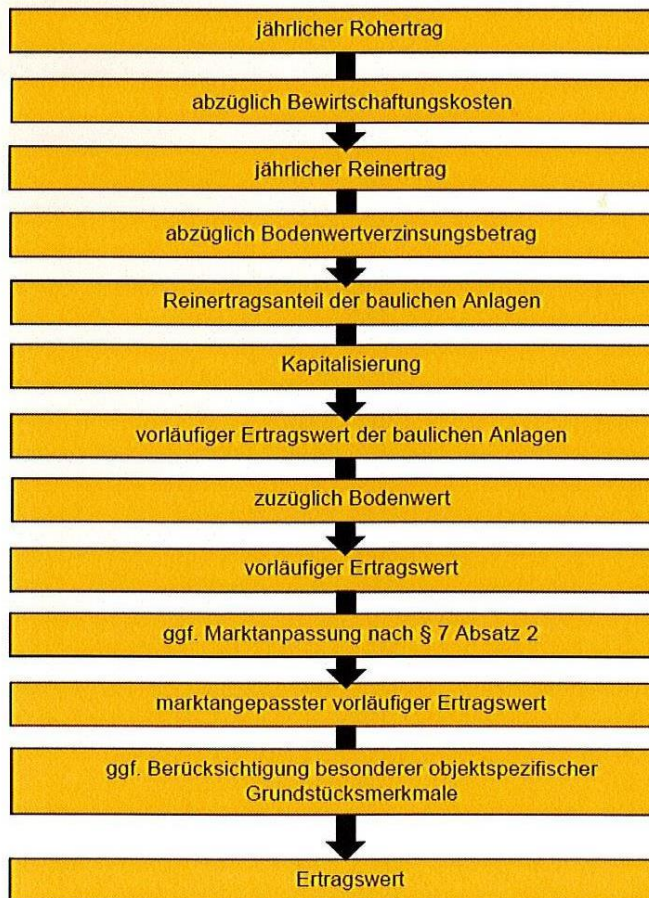 jährlicher Rohertrag
abzüglich Bewirtschaftungskosten
jährlicher Reinertrag
abzüglich Bodenwertverzinsungsbetrag
Reinertragsanteil der baulichen Anlagen
Kapitalisierung
vorläufiger Ertragswert der baulichen Anlagen
zuzüglich Bodenwert
vorläufiger Ertragswert
ggf. Marktanpassung nach § 7 Absatz 2
marktangepasster vorläufiger Ertragswert
ggf. Berücksichtigung besonderer objektspezifischer
Grundstücksmerkmale
Ertragswert